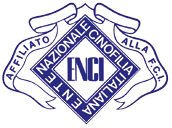 AFFILIATO
ALLA F.C.I.
ENTE
NAZIONALE
CINOFILIA
ITALIANA
ENCI